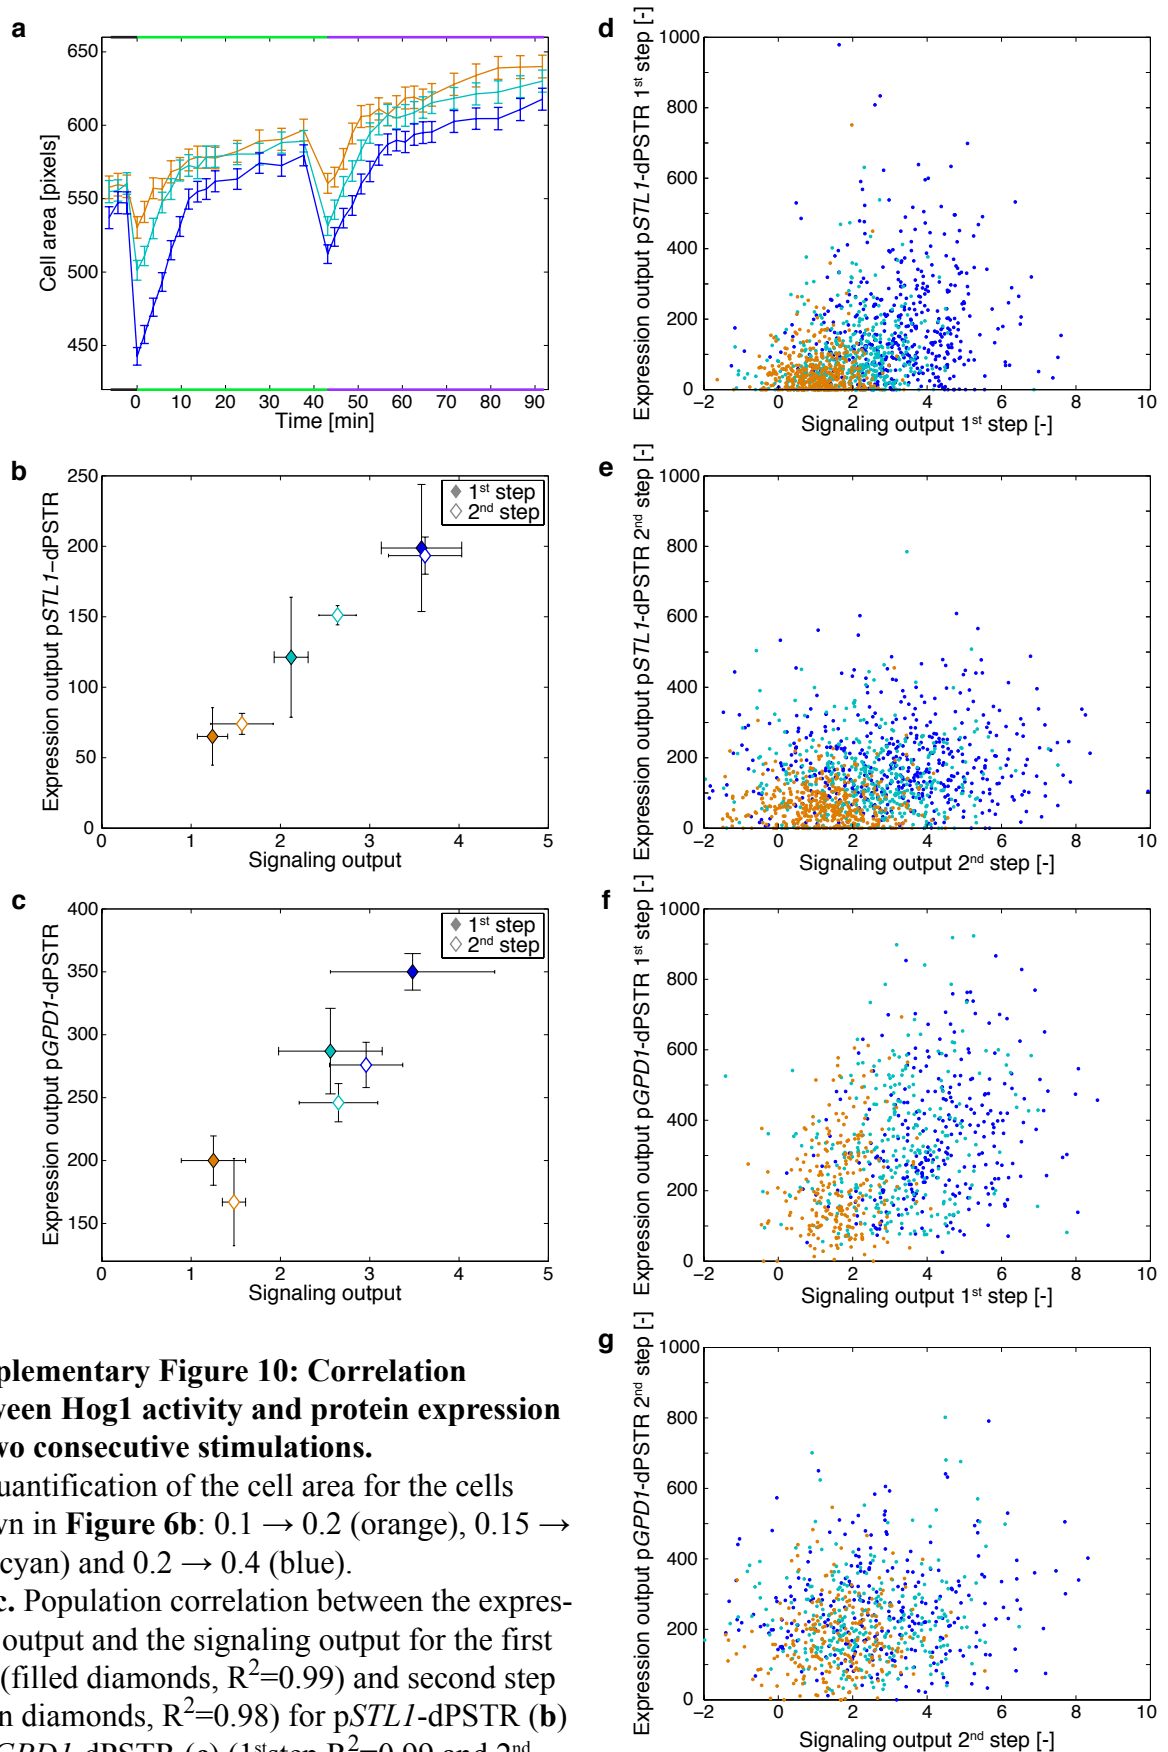 a
650
600
550
500
450
Cell area [pixels]
0 10 20 30 40 50 60 70 80 90
Time [min]
b
250
200
150
100
50
0
Expression output pSTL1–dPSTR
1st step
2nd step
0 1 2 3 4 5
Signaling output
c
400
350
300
250
200
150
Expression output pGPD1-dPSTR
1st step
2nd step
0 1 2 3 4 5
Signaling output
plementary Figure 10: Correlation
ween Hog1 activity and protein expression
wo consecutive stimulations.
uantification of the cell area for the cells
wn in Figure 6b: 0.1 → 0.2 (orange), 0.15 →
cyan) and 0.2 → 0.4 (blue).
c. Population correlation between the expres-
output and the signaling output for the first
(filled diamonds, R2=0.99) and second step
n diamonds, R2=0.98) for pSTL1-dPSTR (b)
GPD1-dPSTR (c) (1ststep R2=0.99 and 2nd
d
1000
800
600
400
200
0
Expression output pSTL1-dPSTR 1st step [-]
−2 0 2 4 6 8 10
Signaling output 1st step [-]
e
1000
800
600
400
200
0
Expression output pSTL1-dPSTR 2nd step [-]
−2 0 2 4 6 8 10
Signaling output 2nd step [-]
f
1000
800
600
400
200
0
Expression output pGPD1-dPSTR 1st step [-]
−2 0 2 4 6 8 10
Signaling output 1st step [-]
g
1000
800
600
400
200
0
Expression output pGPD1-dPSTR 2nd step [-]
−2 0 2 4 6 8 10
Signaling output 2nd step [-]